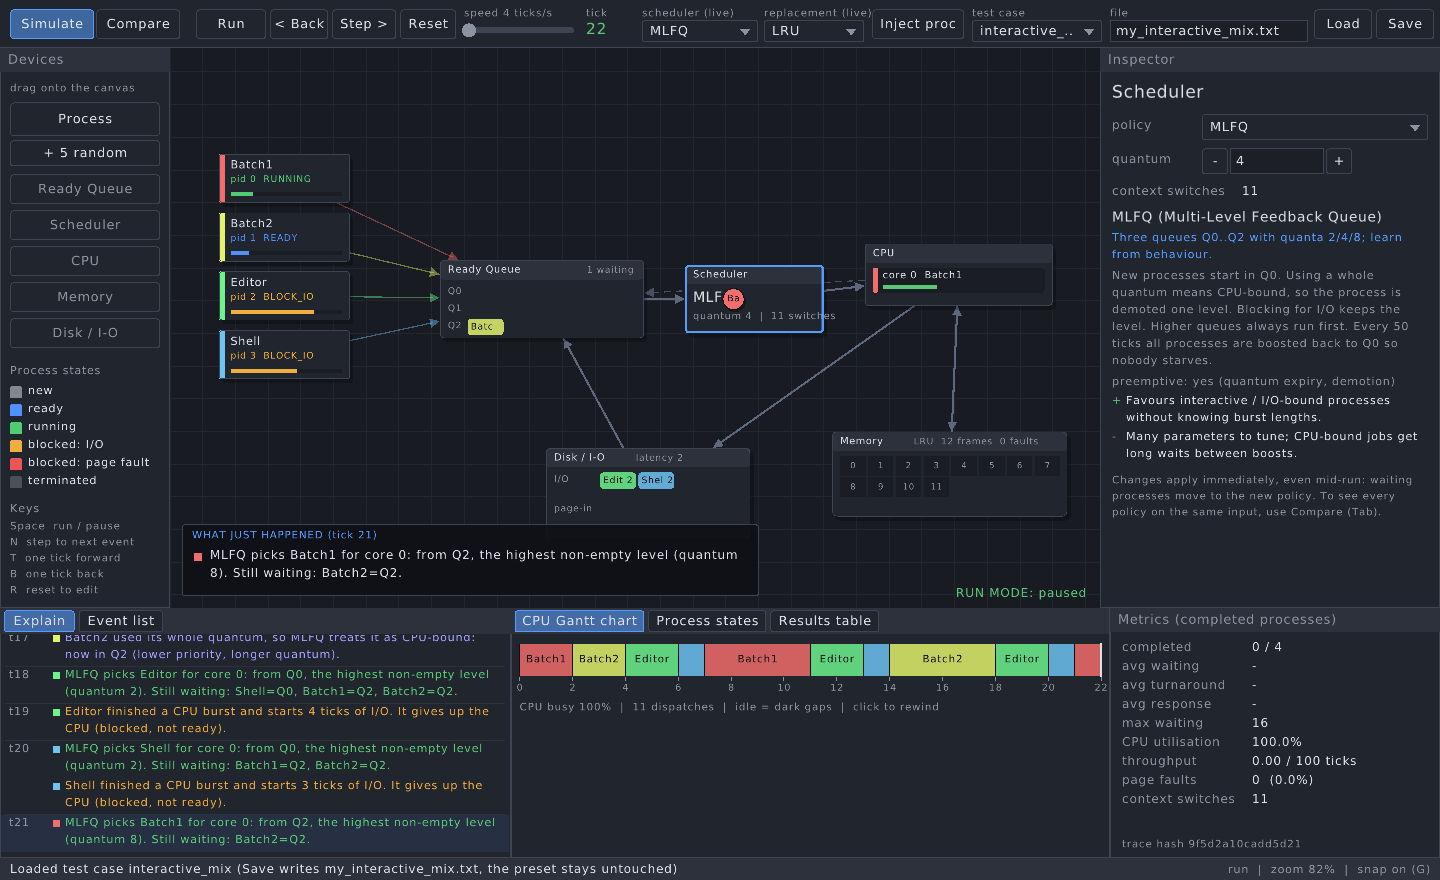 Simulate
Compare
Run
< Back
Step >
Reset
speed 4 ticks/s
tick
22
scheduler (live)
MLFQ
replacement (live)
LRU
Inject proc
test case
interactive_..
file
my_interactive_mix.txt
Load
Save
Devices
drag onto the canvas
Process
+ 5 random
Ready Queue
Scheduler
CPU
Memory
Disk / I-O
Process states
new
ready
running
blocked: I/O
blocked: page fault
terminated
Keys
Space run / pause
N step to next event
T one tick forward
B one tick back
R reset to edit
Batch1
pid 0 RUNNING
Batch2
pid 1 READY
Editor
pid 2 BLOCK_IO
Shell
pid 3 BLOCK_IO
Ready Queue 1 waiting
Q0
Q1
Q2 Batc
Scheduler
MLF Ba
quantum 4 | 11 switches
CPU
core 0 Batch1
Disk / I-O latency 2
I/O Edit 2 Shel 2
page-in
Memory LRU 12 frames 0 faults
0 1 2 3 4 5 6 7
8 9 10 11
WHAT JUST HAPPENED (tick 21)
MLFQ picks Batch1 for core 0: from Q2, the highest non-empty level (quantum
8). Still waiting: Batch2=Q2.
RUN MODE: paused
Inspector
Scheduler
policy MLFQ
quantum - 4 +
context switches 11
MLFQ (Multi-Level Feedback Queue)
Three queues Q0..Q2 with quanta 2/4/8; learn
from behaviour.
New processes start in Q0. Using a whole
quantum means CPU-bound, so the process is
demoted one level. Blocking for I/O keeps the
level. Higher queues always run first. Every 50
ticks all processes are boosted back to Q0 so
nobody starves.
preemptive: yes (quantum expiry, demotion)
+ Favours interactive / I/O-bound processes
without knowing burst lengths.
- Many parameters to tune; CPU-bound jobs get
long waits between boosts.
Changes apply immediately, even mid-run: waiting
processes move to the new policy. To see every
policy on the same input, use Compare (Tab).
Explain
Event list
t17 Batch2 used its whole quantum, so MLFQ treats it as CPU-bound:
now in Q2 (lower priority, longer quantum).
t18 MLFQ picks Editor for core 0: from Q0, the highest non-empty level
(quantum 2). Still waiting: Shell=Q0, Batch1=Q2, Batch2=Q2.
t19 Editor finished a CPU burst and starts 4 ticks of I/O. It gives up the
CPU (blocked, not ready).
t20 MLFQ picks Shell for core 0: from Q0, the highest non-empty level
(quantum 2). Still waiting: Batch1=Q2, Batch2=Q2.
Shell finished a CPU burst and starts 3 ticks of I/O. It gives up the
CPU (blocked, not ready).
t21 MLFQ picks Batch1 for core 0: from Q2, the highest non-empty level
(quantum 8). Still waiting: Batch2=Q2.
CPU Gantt chart
Process states
Results table
Batch1 Batch2 Editor Batch1 Editor Batch2 Editor
0 2 4 6 8 10 12 14 16 18 20 22
CPU busy 100% | 11 dispatches | idle = dark gaps | click to rewind
Metrics (completed processes)
completed 0 / 4
avg waiting -
avg turnaround -
avg response -
max waiting 16
CPU utilisation 100.0%
throughput 0.00 / 100 ticks
page faults 0 (0.0%)
context switches 11
trace hash 9f5d2a10cadd5d21
Loaded test case interactive_mix (Save writes my_interactive_mix.txt, the preset stays untouched)
run | zoom 82% | snap on (G)